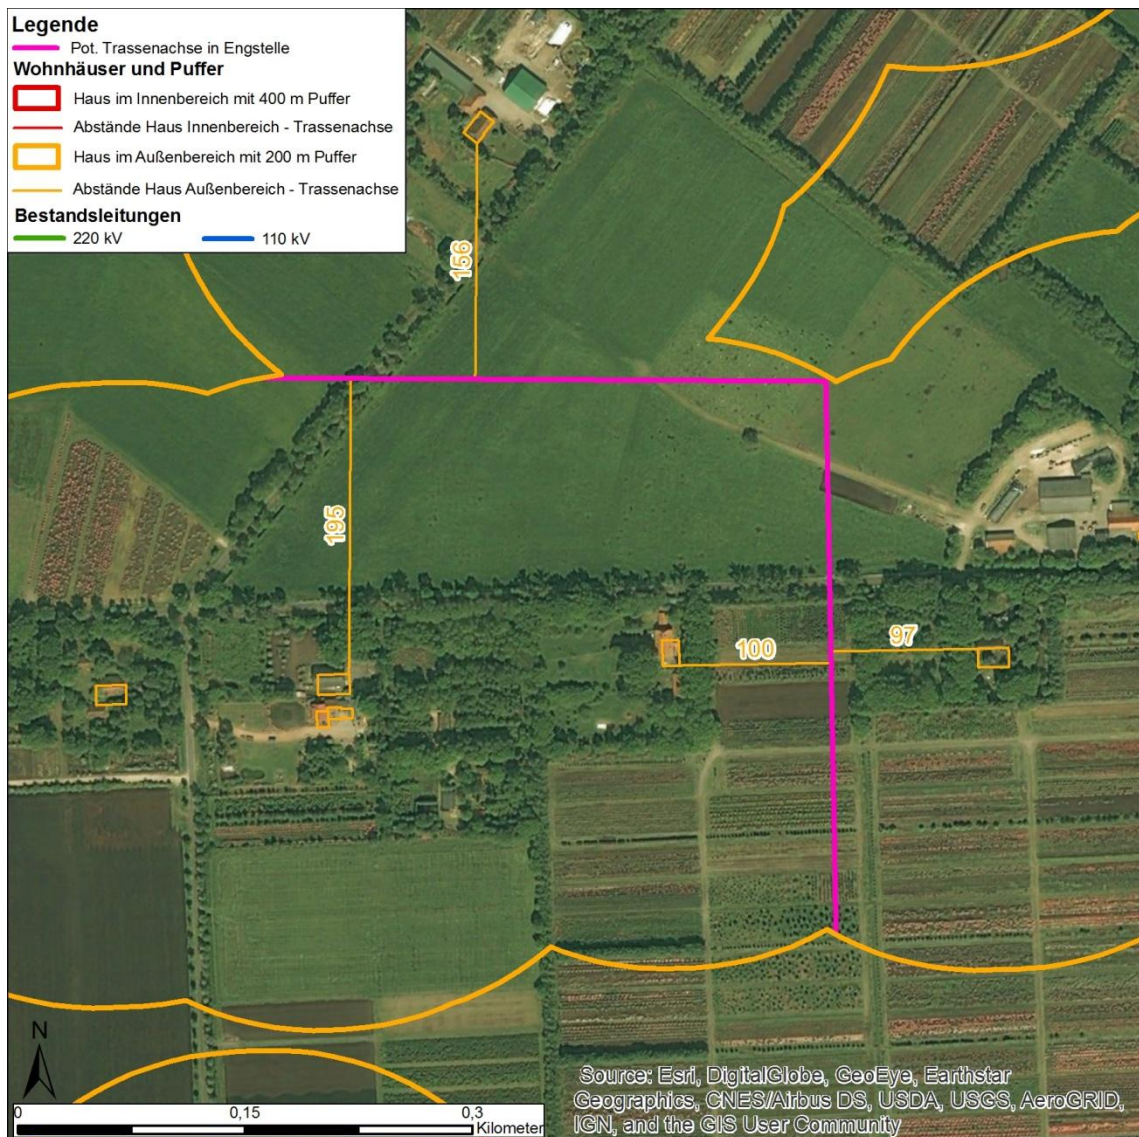 Legende
Pot. Trassenachse in Engstelle
Wohnhäuser und Puffer
Haus im Innenbereich mit 400 m Puffer
Abstände Haus Innenbereich - Trassenachse
Haus im Außenbereich mit 200 m Puffer
Abstände Haus Außenbereich - Trassenachse
Bestandsleitungen
220 kV 110 kV
156
195
100
97
N
0 0,15 0,3
Kilometer
Source: Esri, DigitalGlobe, GeoEye, Earthstar
Geographics, CNES/Airbus DS, USDA, USGS, AeroGRID,
IGN, and the GIS User Community